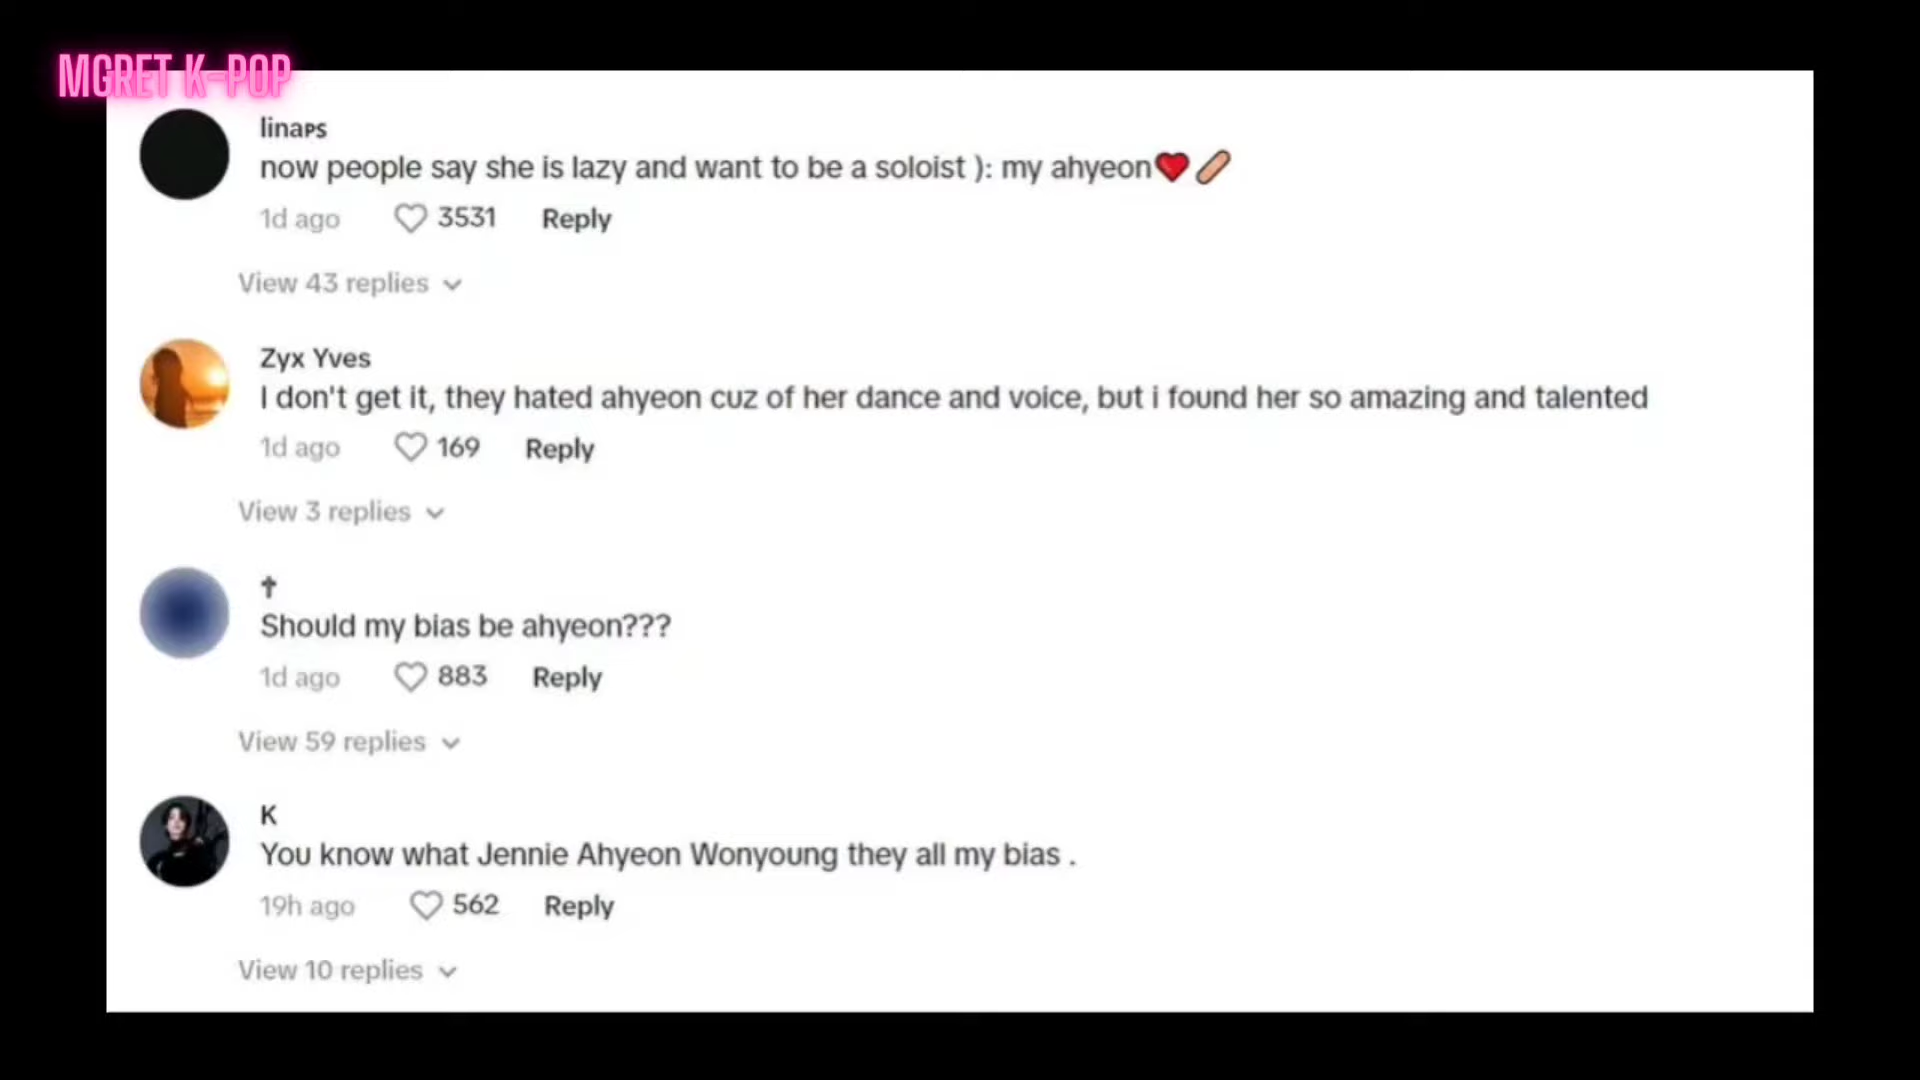 MGRET K-POP
linaPS
now people say she is lazy and want to be a soloist ): my ahyeon❤️🩹
1d ago 3531 Reply
View 43 replies
Zyx Yves
I don't get it, they hated ahyeon cuz of her dance and voice, but i found her so amazing and talented
1d ago 169 Reply
View 3 replies
✝
Should my bias be ahyeon???
1d ago 883 Reply
View 59 replies
K
You know what Jennie Ahyeon Wonyoung they all my bias .
19h ago 562 Reply
View 10 replies